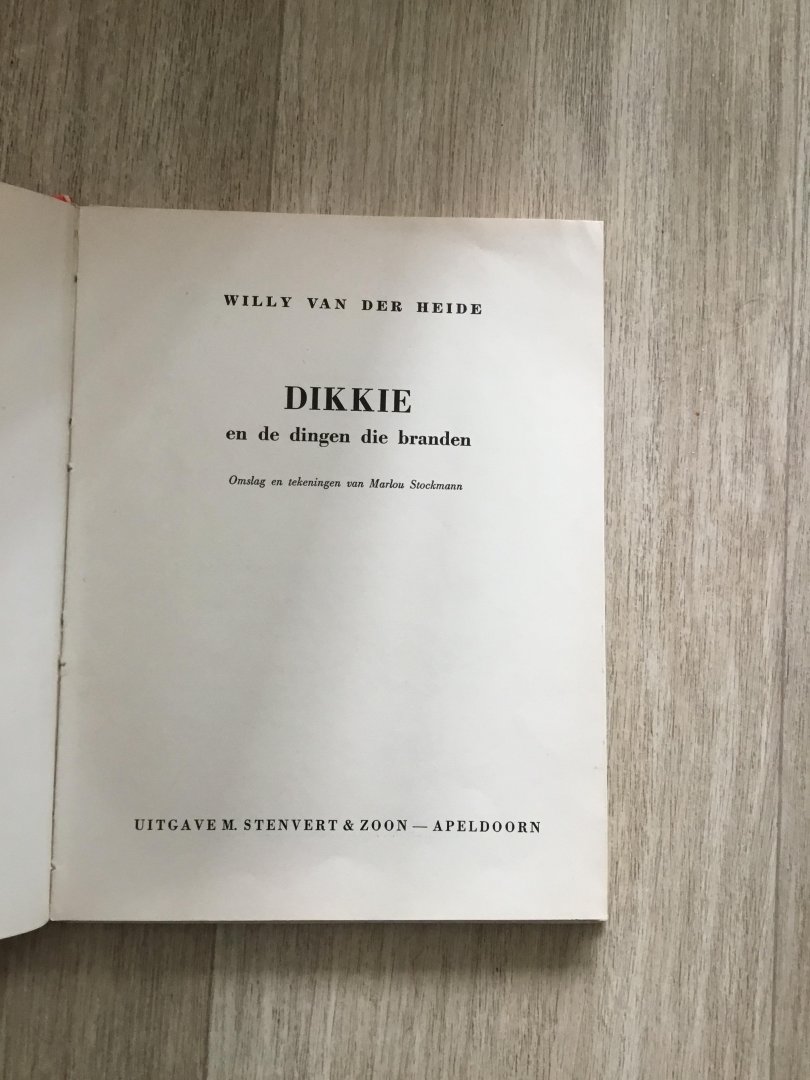 WILLY VAN DER HEIDE
DIKKIE
en de dingen die branden
Omslag en tekeningen van Marlou Stockmann
UITGAVE M. STENVERT & ZOON — APELDOORN